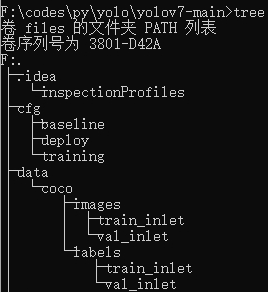 F:\codes\py\yolo\yolov7-main>tree
卷 files 的文件夹 PATH 列表
卷序列号为 3801-D42A
F:.
├─.idea
│  └─inspectionProfiles
├─cfg
│  ├─baseline
│  ├─deploy
│  └─training
├─data
│  └─coco
│      ├─images
│      │  ├─train_inlet
│      │  └─val_inlet
│      └─labels
│          ├─train_inlet
│          └─val_inlet